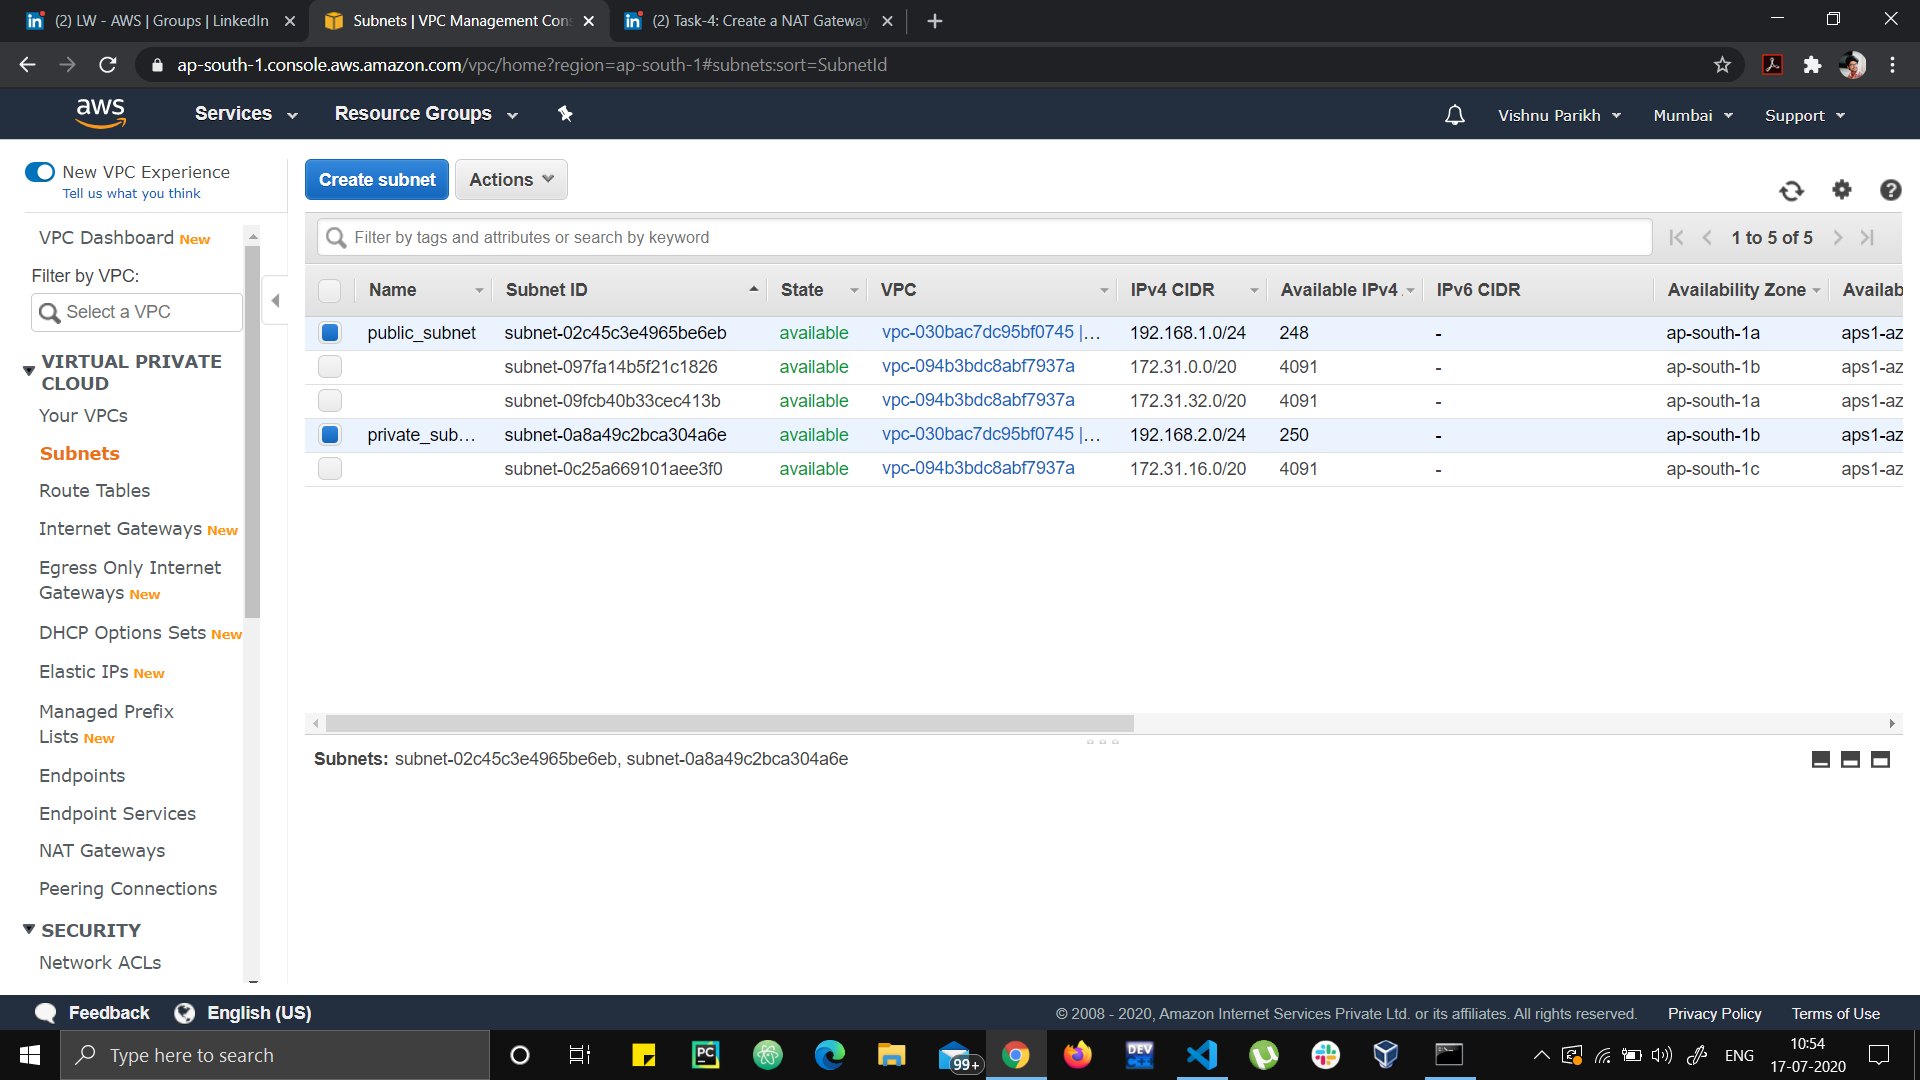 (2) LW - AWS | Groups | LinkedIn
Subnets | VPC Management Con
(2) Task-4: Create a NAT Gateway
ap-south-1.console.aws.amazon.com/vpc/home?region=ap-south-1#subnets:sort=SubnetId
aws
Services
Resource Groups
Vishnu Parikh
Mumbai
Support
New VPC Experience
Tell us what you think
VPC Dashboard New
Filter by VPC:
Select a VPC
VIRTUAL PRIVATE
CLOUD
Your VPCs
Subnets
Route Tables
Internet Gateways New
Egress Only Internet
Gateways New
DHCP Options Sets New
Elastic IPs New
Managed Prefix
Lists New
Endpoints
Endpoint Services
NAT Gateways
Peering Connections
SECURITY
Network ACLs
Create subnet
Actions
Filter by tags and attributes or search by keyword
1 to 5 of 5
Name Subnet ID State VPC IPv4 CIDR Available IPv4 IPv6 CIDR Availability Zone Availab
public_subnet subnet-02c45c3e4965be6eb available vpc-030bac7dc95bf0745 |... 192.168.1.0/24 248 - ap-south-1a aps1-az
subnet-097fa14b5f21c1826 available vpc-094b3bdc8abf7937a 172.31.0.0/20 4091 - ap-south-1b aps1-az
subnet-09fcb40b33cec413b available vpc-094b3bdc8abf7937a 172.31.32.0/20 4091 - ap-south-1a aps1-az
private_sub... subnet-0a8a49c2bca304a6e available vpc-030bac7dc95bf0745 |... 192.168.2.0/24 250 - ap-south-1b aps1-az
subnet-0c25a669101aee3f0 available vpc-094b3bdc8abf7937a 172.31.16.0/20 4091 - ap-south-1c aps1-az
Subnets: subnet-02c45c3e4965be6eb, subnet-0a8a49c2bca304a6e
Feedback
English (US)
© 2008 - 2020, Amazon Internet Services Private Ltd. or its affiliates. All rights reserved.
Privacy Policy
Terms of Use
Type here to search
PC
99+
DEV
C++
ENG
10:54
17-07-2020